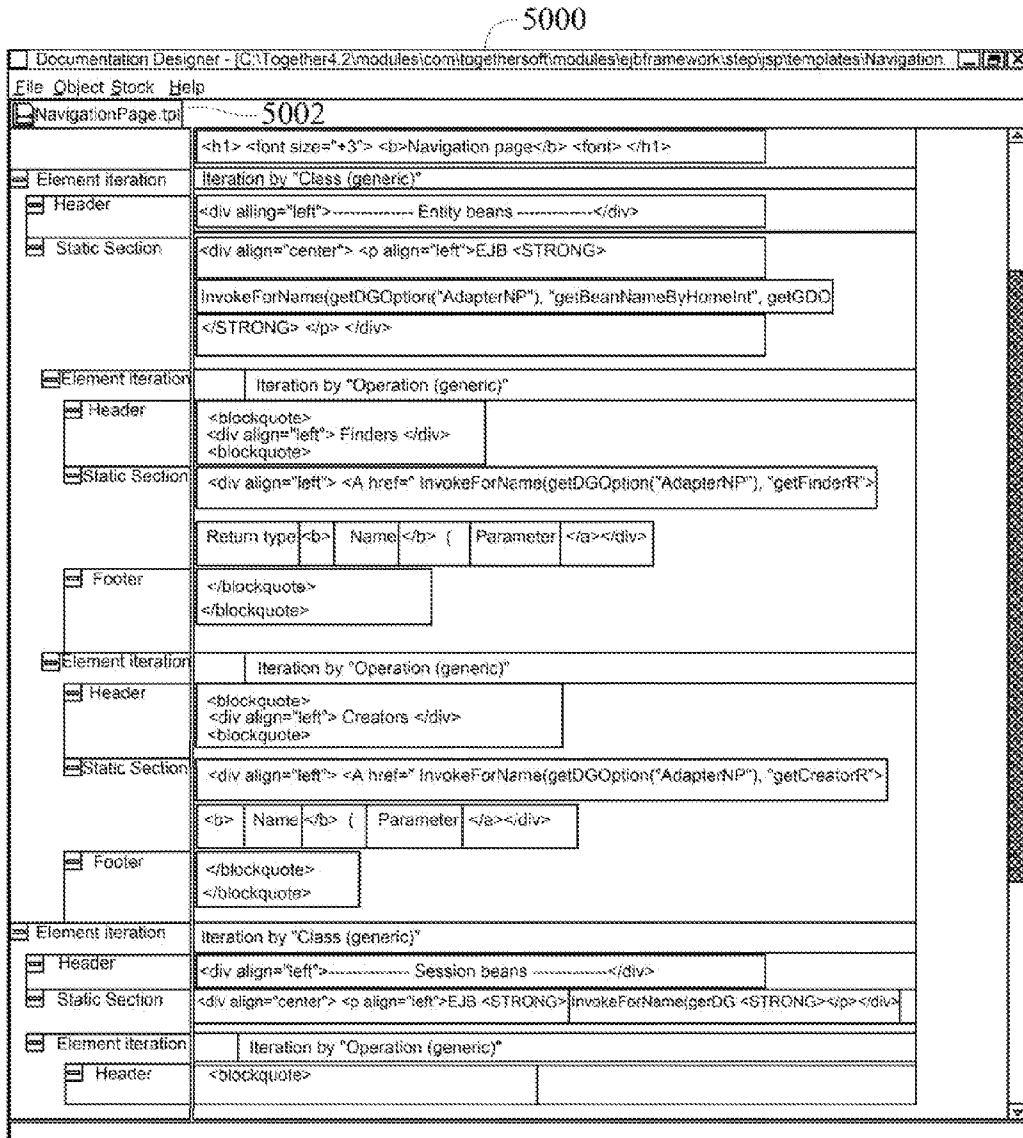 5000
Documentation Designer - [C:\Together4.2\modules\com\togethersoft\modules\ejbframework\step\jsp\templates\Navigation.
File Object Stock Help
NavigationPage.tpl 5002
<h1> <font size="+3"> <b>Navigation page</b> <font> </h1>
Element iteration Iteration by "Class (generic)"
Header <div alling="left">-------------- Entity beans -------------</div>
Static Section <div align="center"> <p align="left">EJB <STRONG>
InvokeForName(getDGOption("AdapterNP"), "getBeanNameByHomeInt", getGDO
</STRONG> </p> </div>
Element iteration Iteration by "Operation (generic)"
Header <blockquote>
<div align="left"> Finders </div>
<blockquote>
Static Section <div align="left"> <A href=" InvokeForName(getDGOption("AdapterNP"), "getFinderR">
Return type <b> Name </b> ( Parameter </a></div>
Footer </blockquote>
</blockquote>
Element iteration Iteration by "Operation (generic)"
Header <blockquote>
<div align="left"> Creators </div>
<blockquote>
Static Section <div align="left"> <A href=" InvokeForName(getDGOption("AdapterNP"), "getCreatorR">
<b> Name </b> ( Parameter </a></div>
Footer </blockquote>
</blockquote>
Element iteration Iteration by "Class (generic)"
Header <div align="left">-------------- Session beans -------------</div>
Static Section <div align="center"> <p align="left">EJB <STRONG> InvokeForName(gerDG <STRONG></p></div>
Element iteration Iteration by "Operation (generic)"
Header <blockquote>